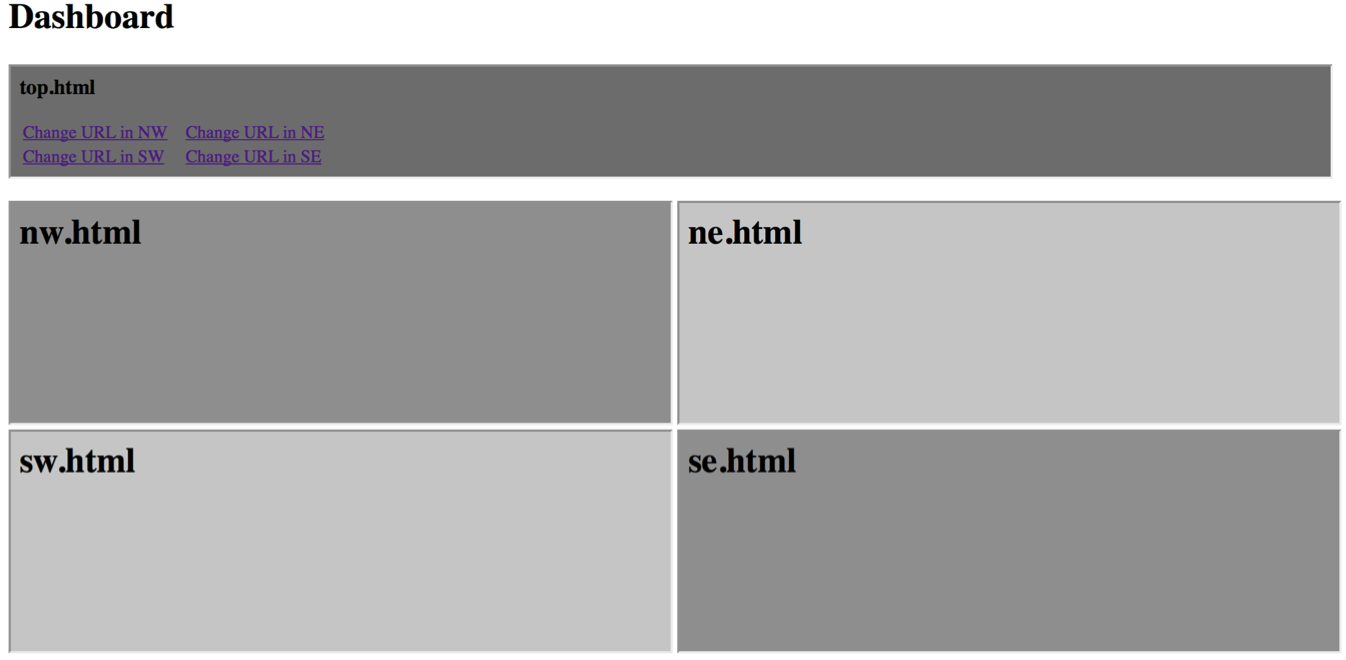 Dashboard
top.html
Change URL in NW Change URL in NE
Change URL in SW Change URL in SE
nw.html ne.html
sw.html se.html